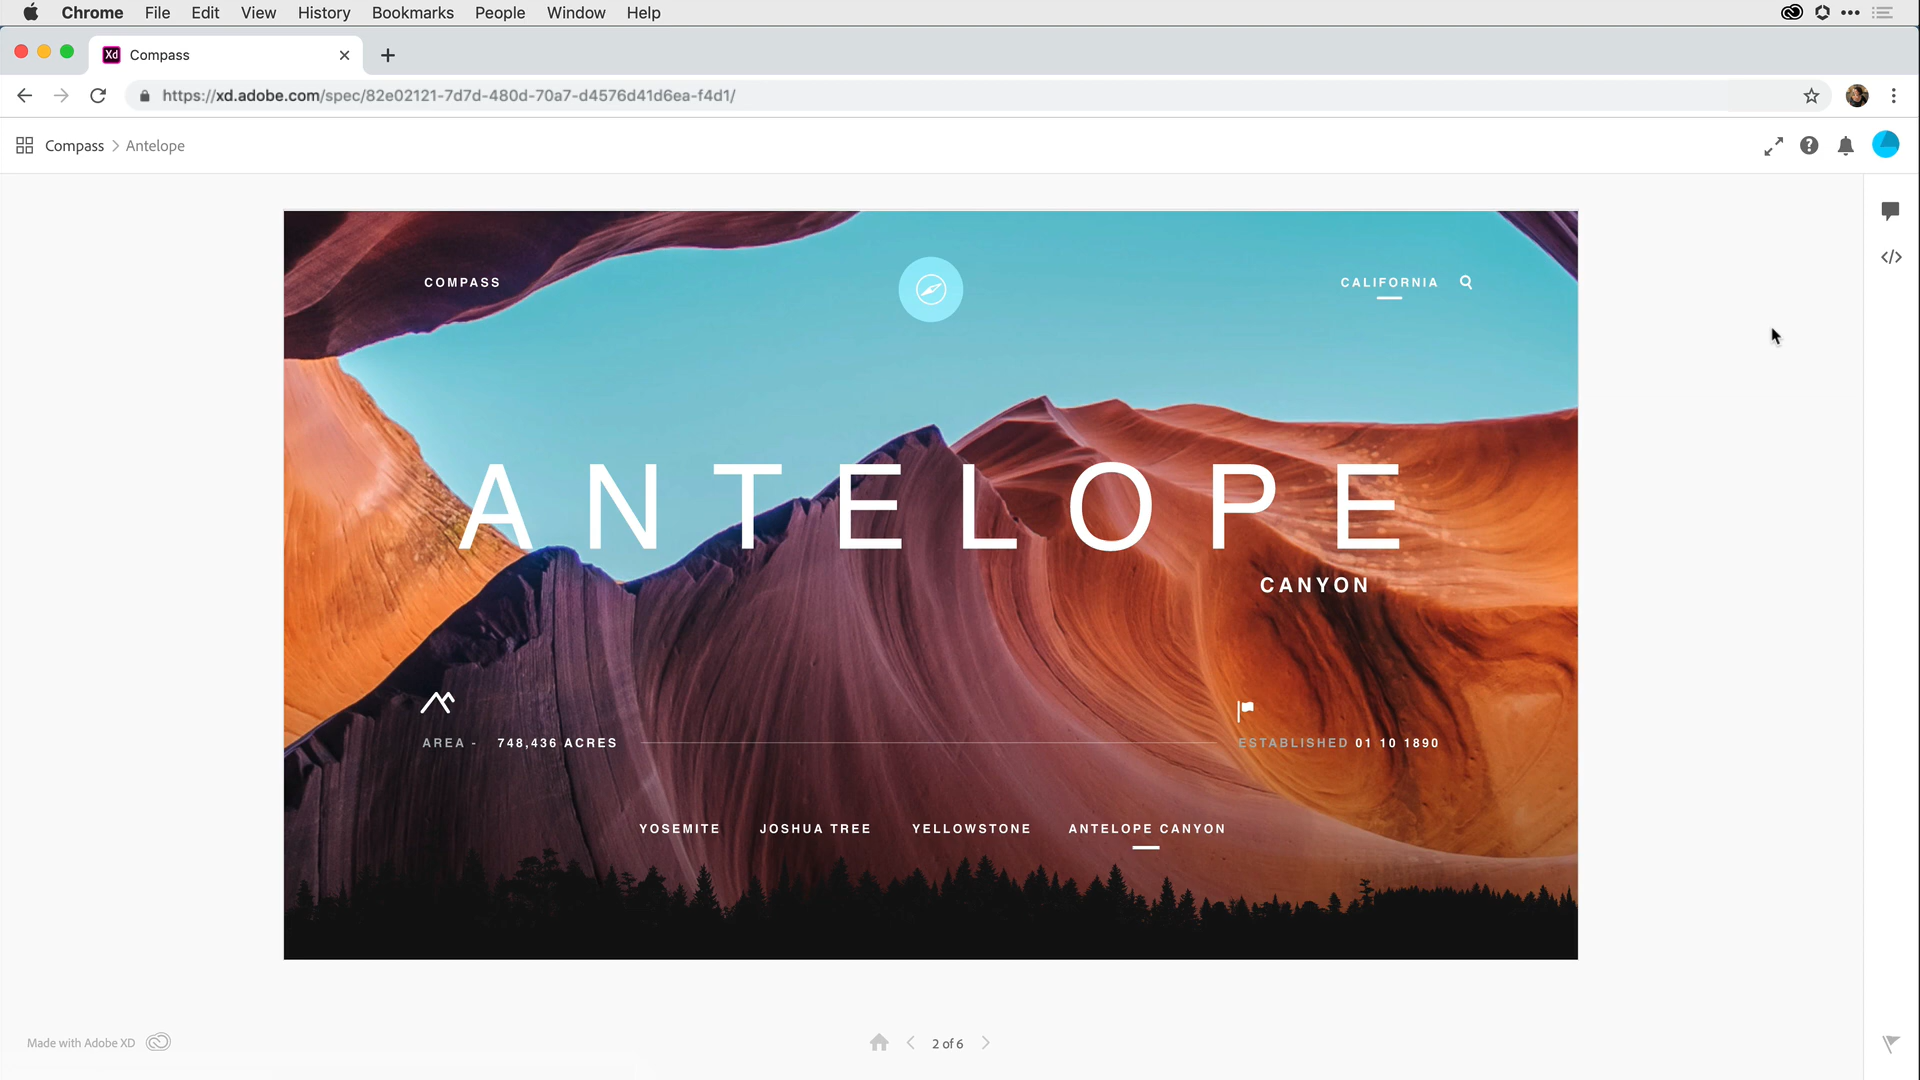 Chrome File Edit View History Bookmarks People Window Help
Xd Compass
https://xd.adobe.com/spec/82e02121-7d7d-480d-70a7-d4576d41d6ea-f4d1/
Compass > Antelope
COMPASS
CALIFORNIA
ANTELOPE
CANYON
AREA - 748,436 ACRES
ESTABLISHED 01 10 1890
YOSEMITE JOSHUA TREE YELLOWSTONE ANTELOPE CANYON
Made with Adobe XD
2 of 6